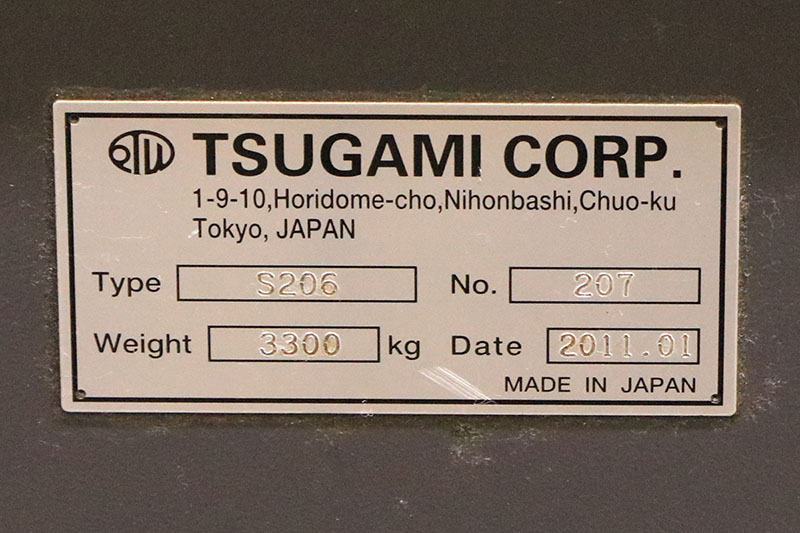 PTW TSUGAMI CORP.
1-9-10,Horidome-cho,Nihonbashi,Chuo-ku
Tokyo, JAPAN
Type S206 No. 207
Weight 3300 kg Date 2011.01
MADE IN JAPAN